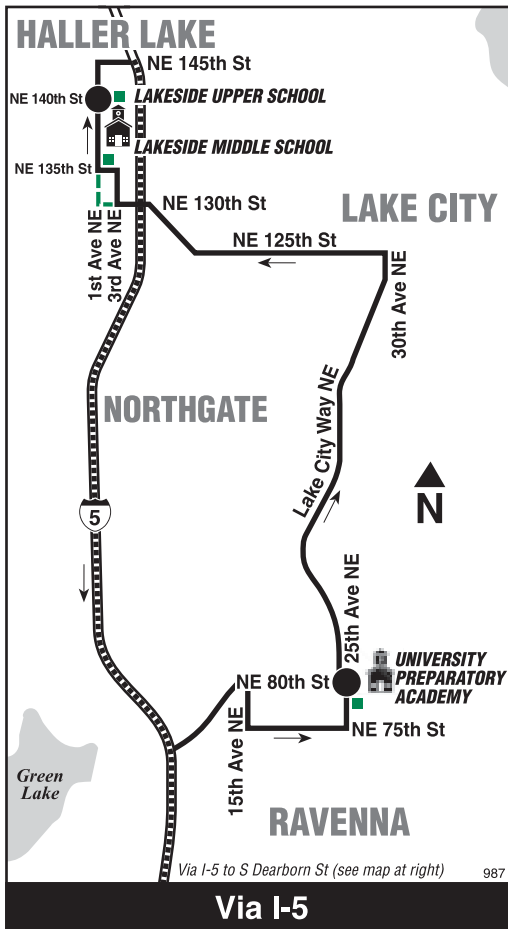 HALLER LAKE
NE 145th St
NE 140th St
LAKESIDE UPPER SCHOOL
LAKESIDE MIDDLE SCHOOL
NE 135th St
NE 130th St
LAKE CITY
1st Ave NE
3rd Ave NE
NE 125th St
30th Ave NE
NORTHGATE
Lake City Way NE
5
N
25th Ave NE
NE 80th St
UNIVERSITY
PREPARATORY
ACADEMY
15th Ave NE
NE 75th St
Green
Lake
RAVENNA
Via I-5 to S Dearborn St (see map at right)
987
Via I-5